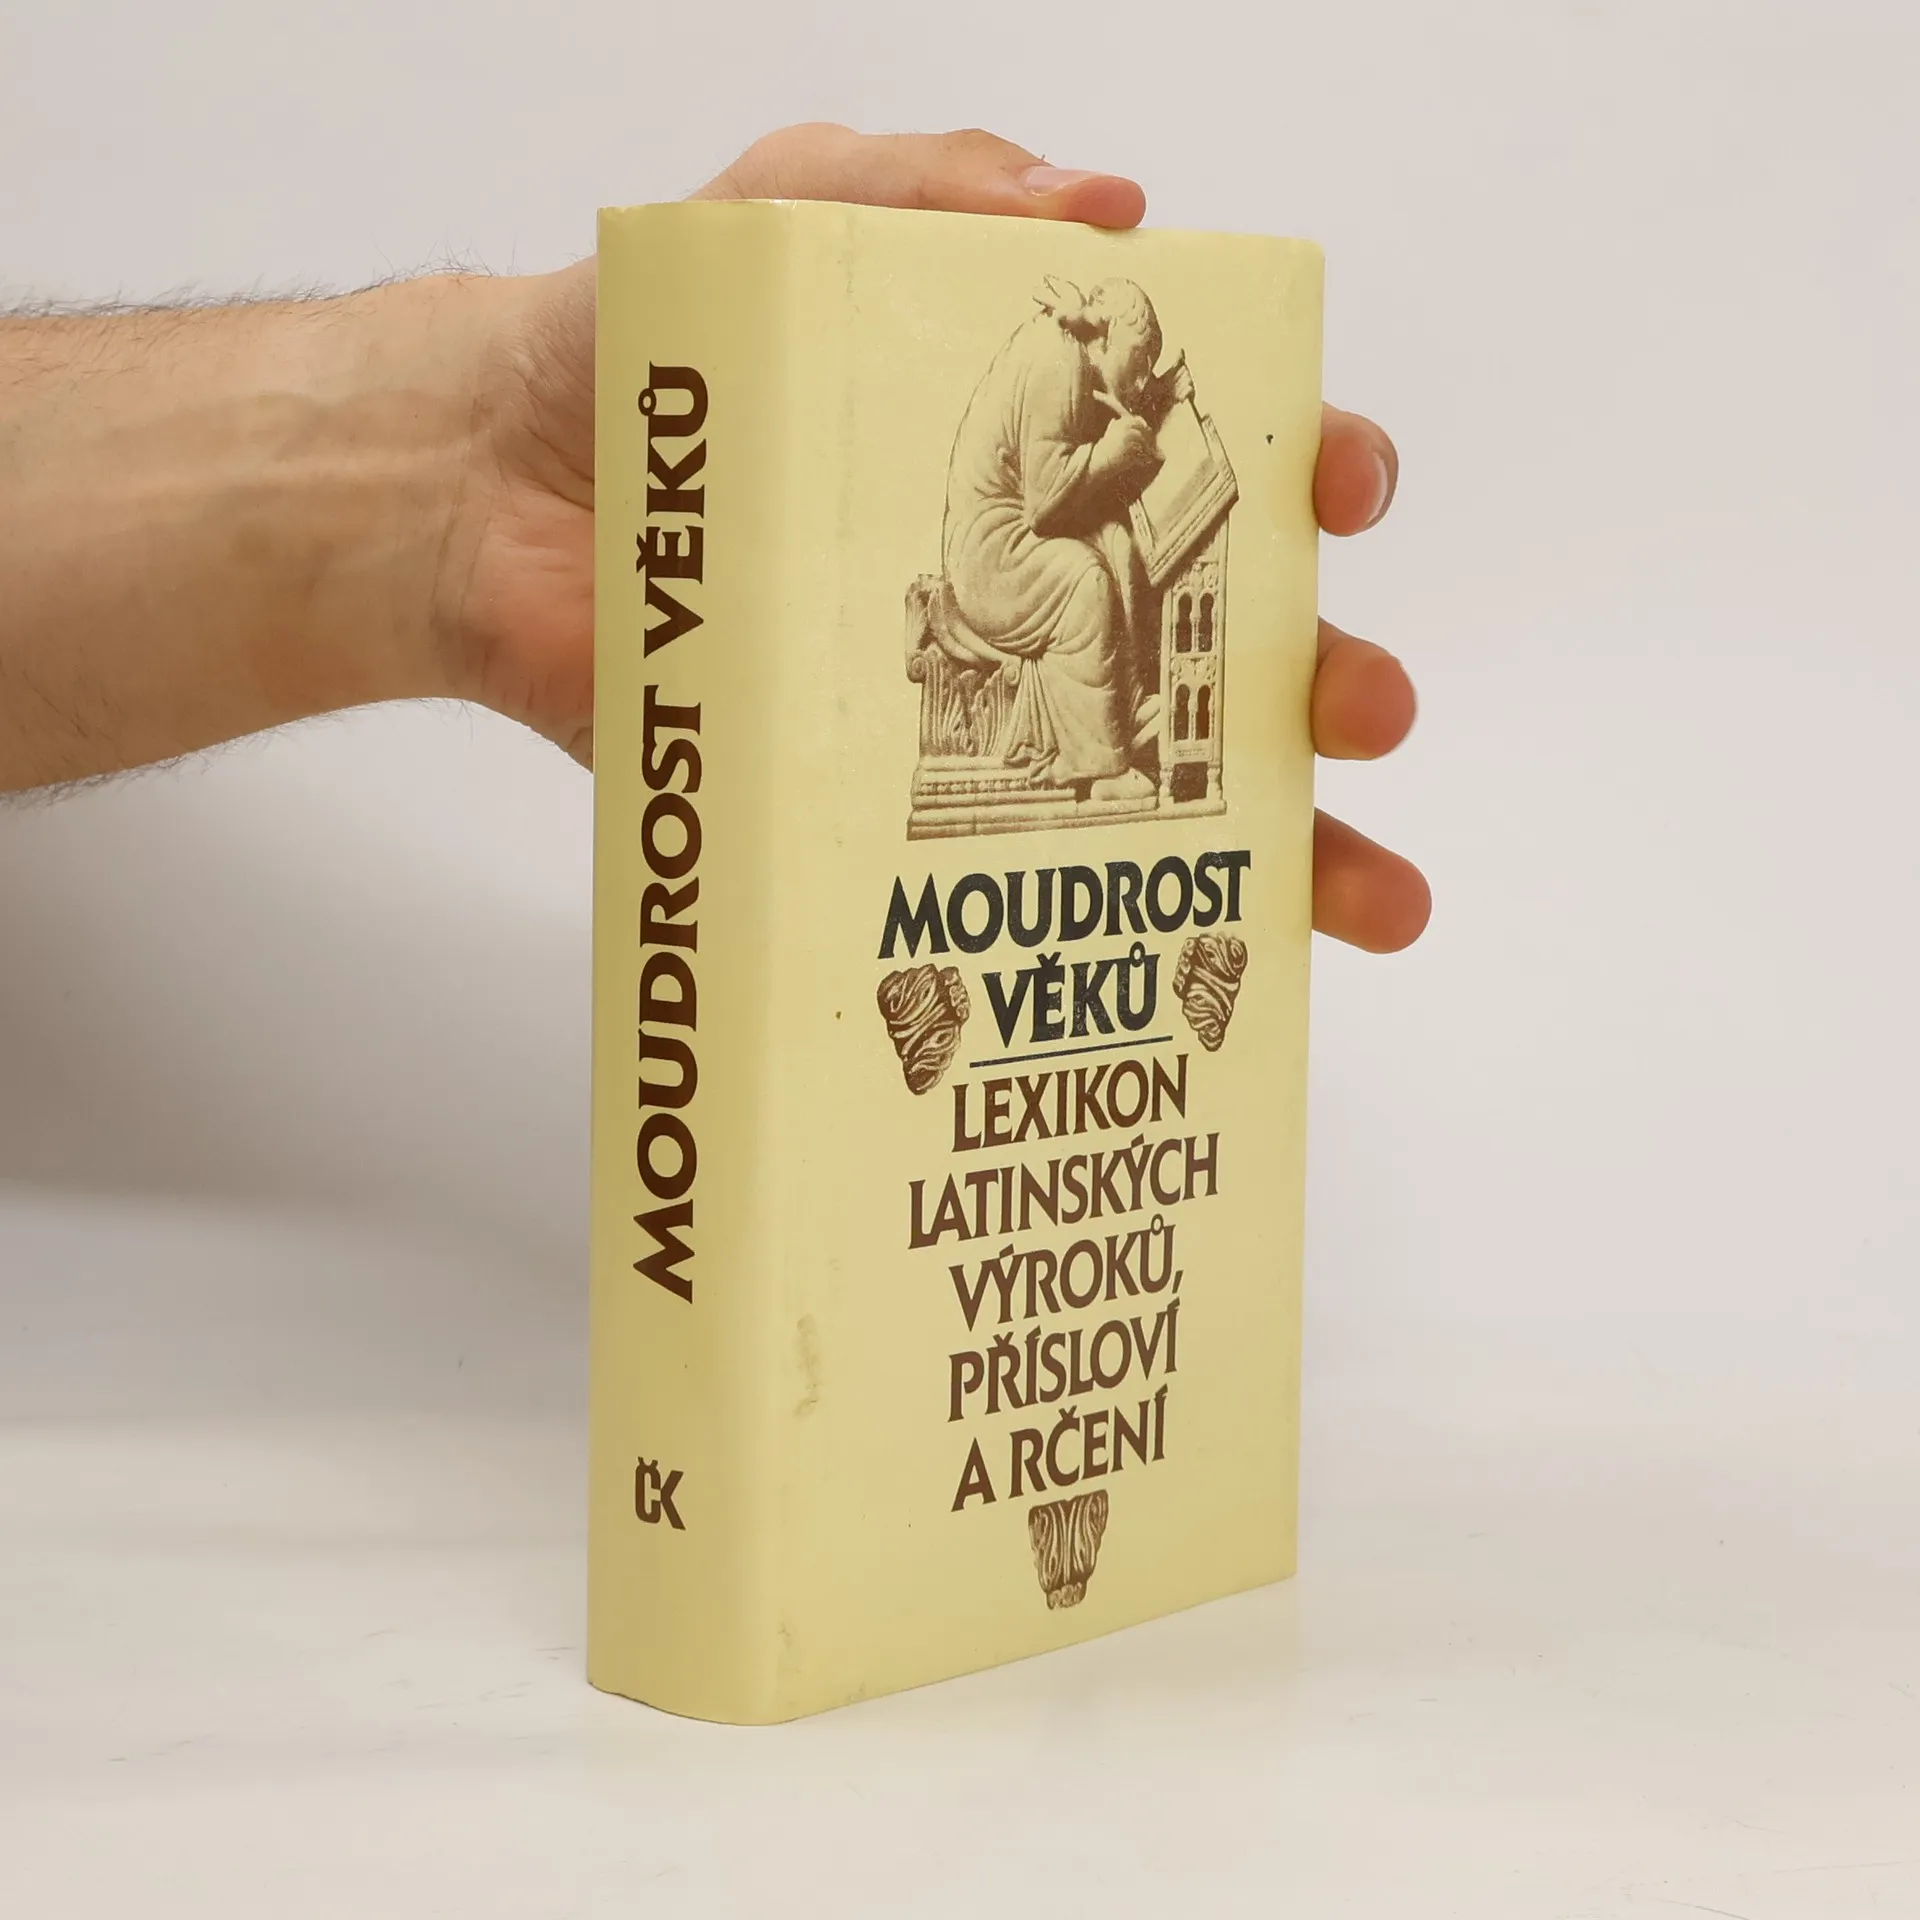 MOUDROST VĚKŮ
ČK
MOUDROST
VĚKŮ
LEXIKON
LATINSKÝCH
VÝROKŮ,
PŘÍSLOVÍ
A RČENÍ